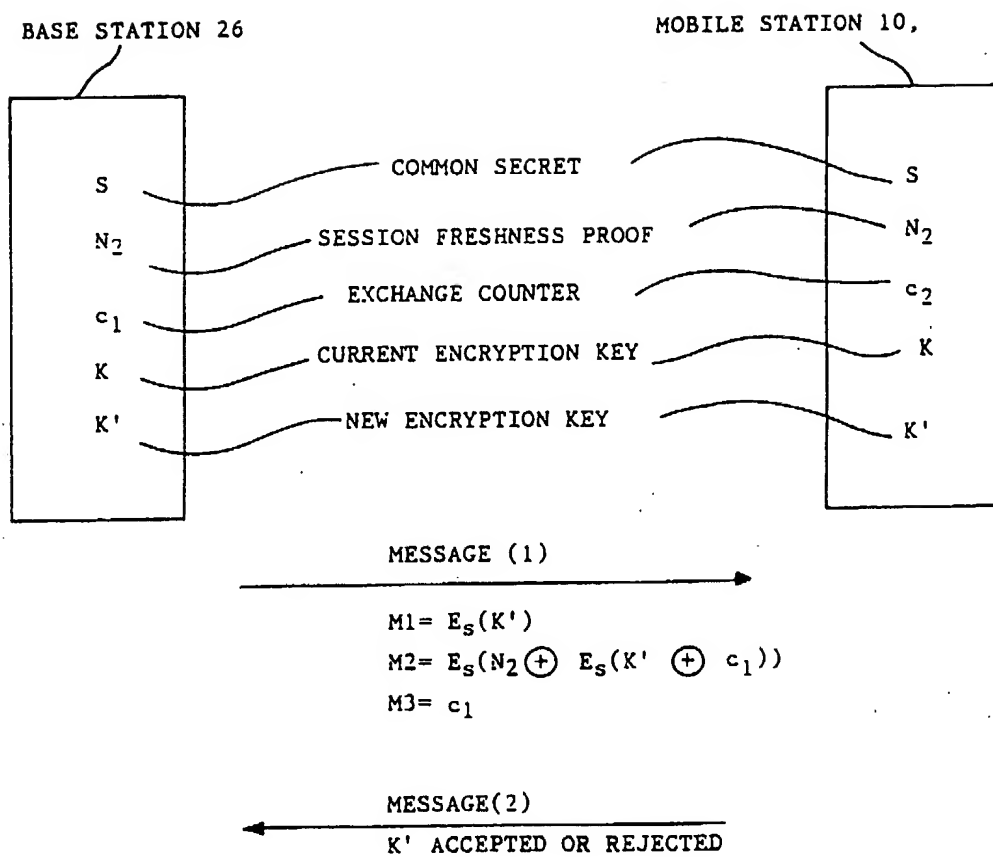 BASE STATION 26
MOBILE STATION 10,
S COMMON SECRET S
N₂ SESSION FRESHNESS PROOF N₂
c₁ EXCHANGE COUNTER c₂
K CURRENT ENCRYPTION KEY K
K' NEW ENCRYPTION KEY K'
MESSAGE (1)
M1= Eₛ(K')
M2= Eₛ(N₂ ⊕ Eₛ(K' ⊕ c₁))
M3= c₁
MESSAGE(2)
K' ACCEPTED OR REJECTED